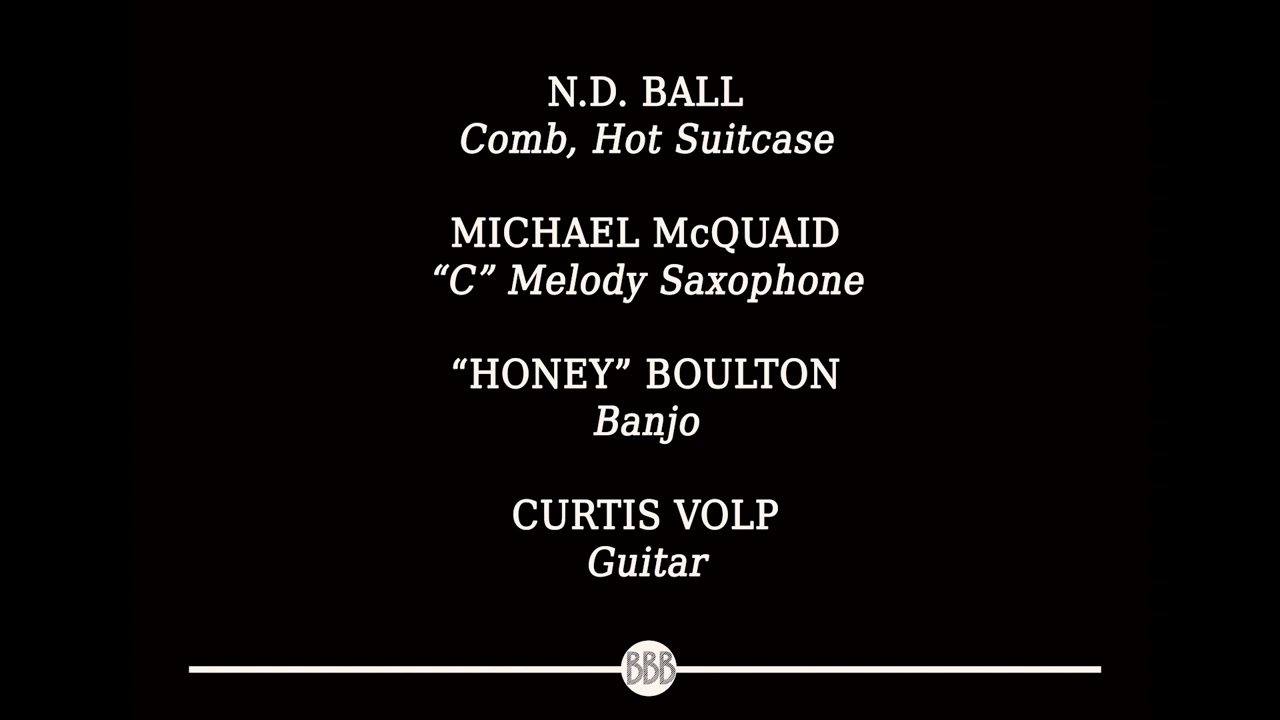 N.D. BALL
Comb, Hot Suitcase
MICHAEL McQUAID
“C” Melody Saxophone
“HONEY” BOULTON
Banjo
CURTIS VOLP
Guitar
BBB